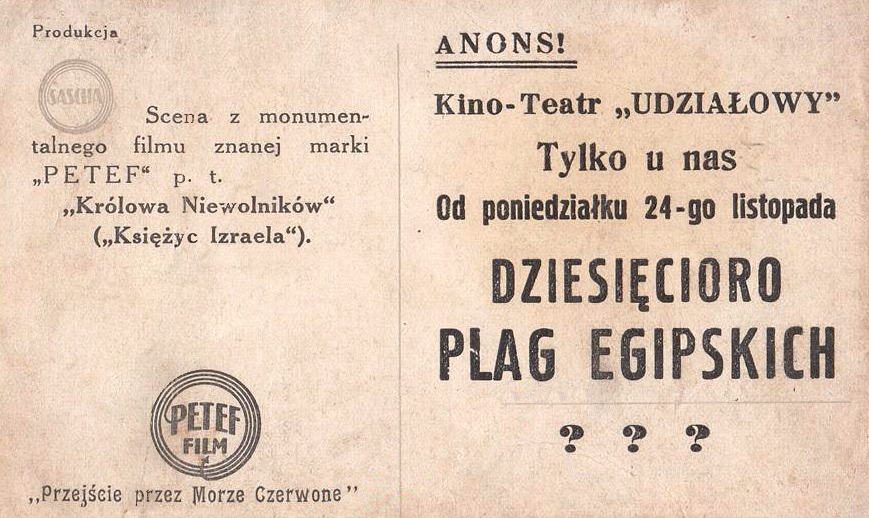 Produkcja
SASCHA
Scena z monumen-
talnego filmu znanej marki
„PETEF“ p. t.
„Królowa Niewolników“
(„Księżyc Izraela“).
PETEF
FILM
„Przejście przez Morze Czerwone”
ANONS!
Kino-Teatr „UDZIAŁOWY”
Tylko u nas
Od poniedziałku 24-go listopada
DZIESIĘCIORO
PLAG EGIPSKICH
? ? ?